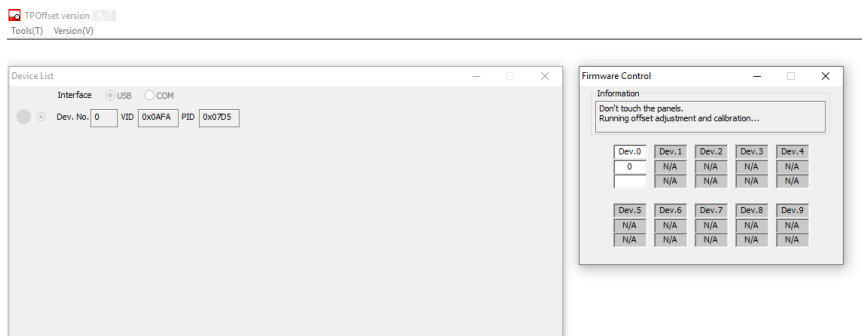 TPOffset version
Tools(T) Version(V)
Device List
Interface USB COM
Dev. No. 0 VID 0x0AFA PID 0x07D5
Firmware Control
Information
Don't touch the panels.
Running offset adjustment and calibration...
Dev.0 Dev.1 Dev.2 Dev.3 Dev.4
0 N/A N/A N/A N/A
N/A N/A N/A N/A
Dev.5 Dev.6 Dev.7 Dev.8 Dev.9
N/A N/A N/A N/A N/A
N/A N/A N/A N/A N/A